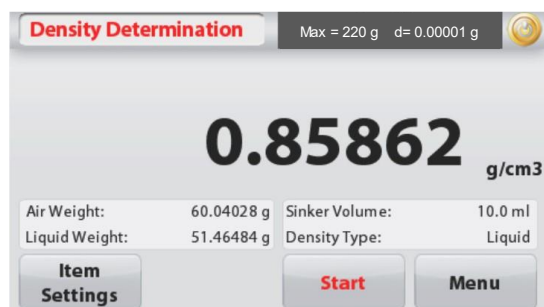 Density Determination Max = 220 g d= 0.00001 g
0.85862 g/cm3
Air Weight: 60.04028 g Sinker Volume: 10.0 ml
Liquid Weight: 51.46484 g Density Type: Liquid
Item Settings Start Menu